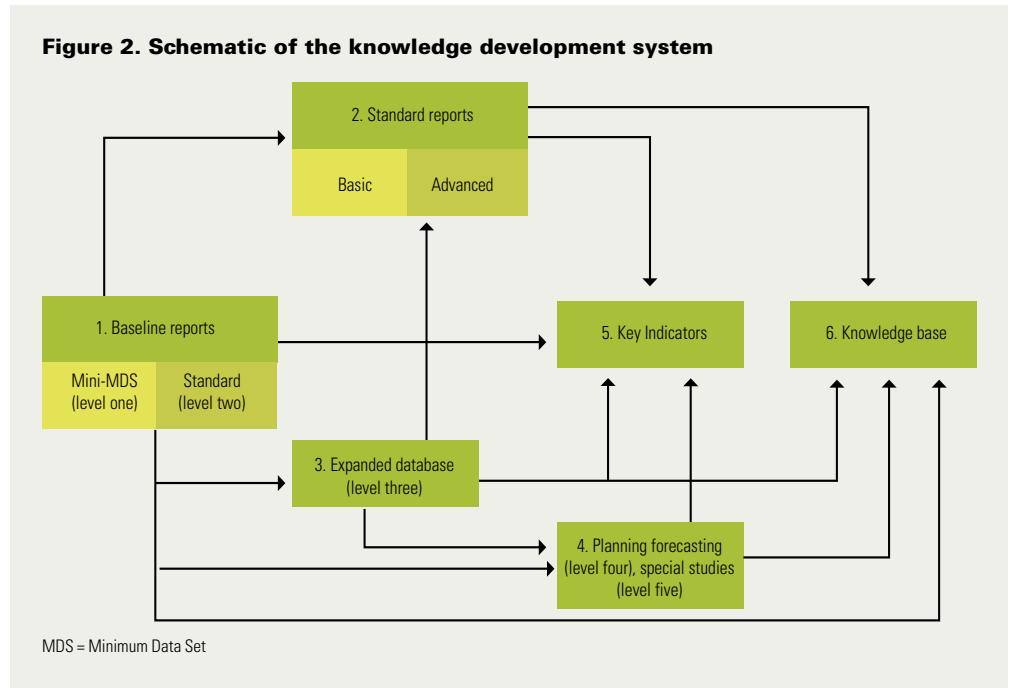 Figure 2. Schematic of the knowledge development system
2. Standard reports
Basic
Advanced
1. Baseline reports
Mini-MDS
(level one)
Standard
(level two)
5. Key Indicators
6. Knowledge base
3. Expanded database
(level three)
4. Planning forecasting
(level four), special studies
(level five)
MDS = Minimum Data Set